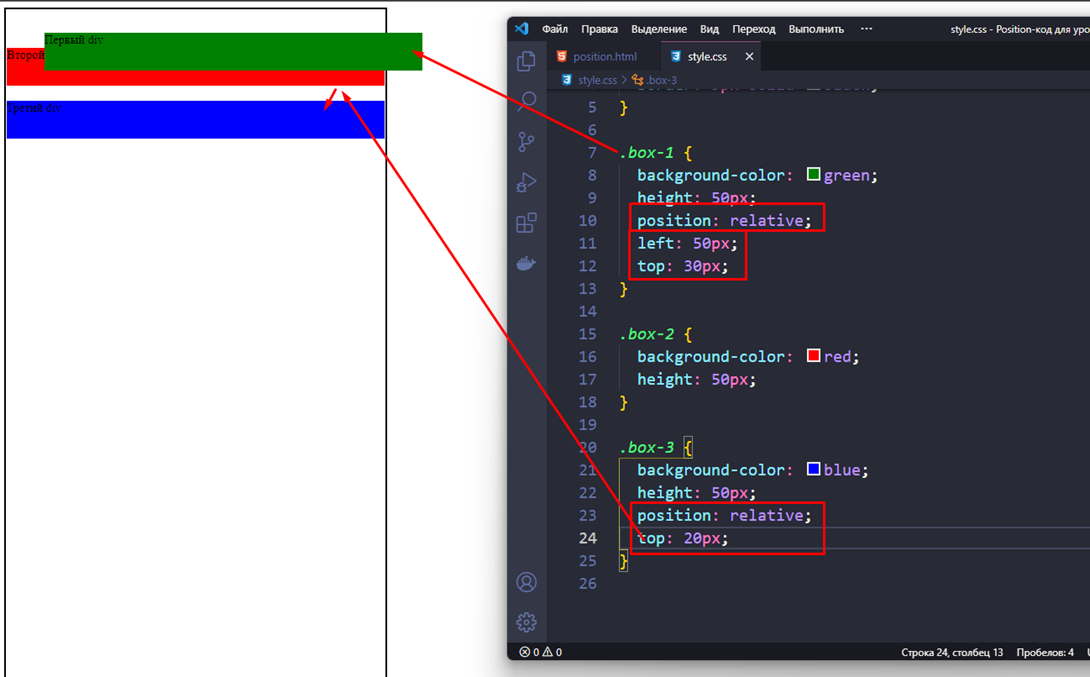 Первый div
Второй
Третий div
Файл Правка Выделение Вид Переход Выполнить ··· style.css - Position-код для уро
position.html style.css ×
style.css > .box-3
5 }
6
7 .box-1 {
8 background-color: green;
9 height: 50px;
10 position: relative;
11 left: 50px;
12 top: 30px;
13 }
14
15 .box-2 {
16 background-color: red;
17 height: 50px;
18 }
19
20 .box-3 {
21 background-color: blue;
22 height: 50px;
23 position: relative;
24 top: 20px;
25 }
26
0 0 Строка 24, столбец 13 Пробелов: 4